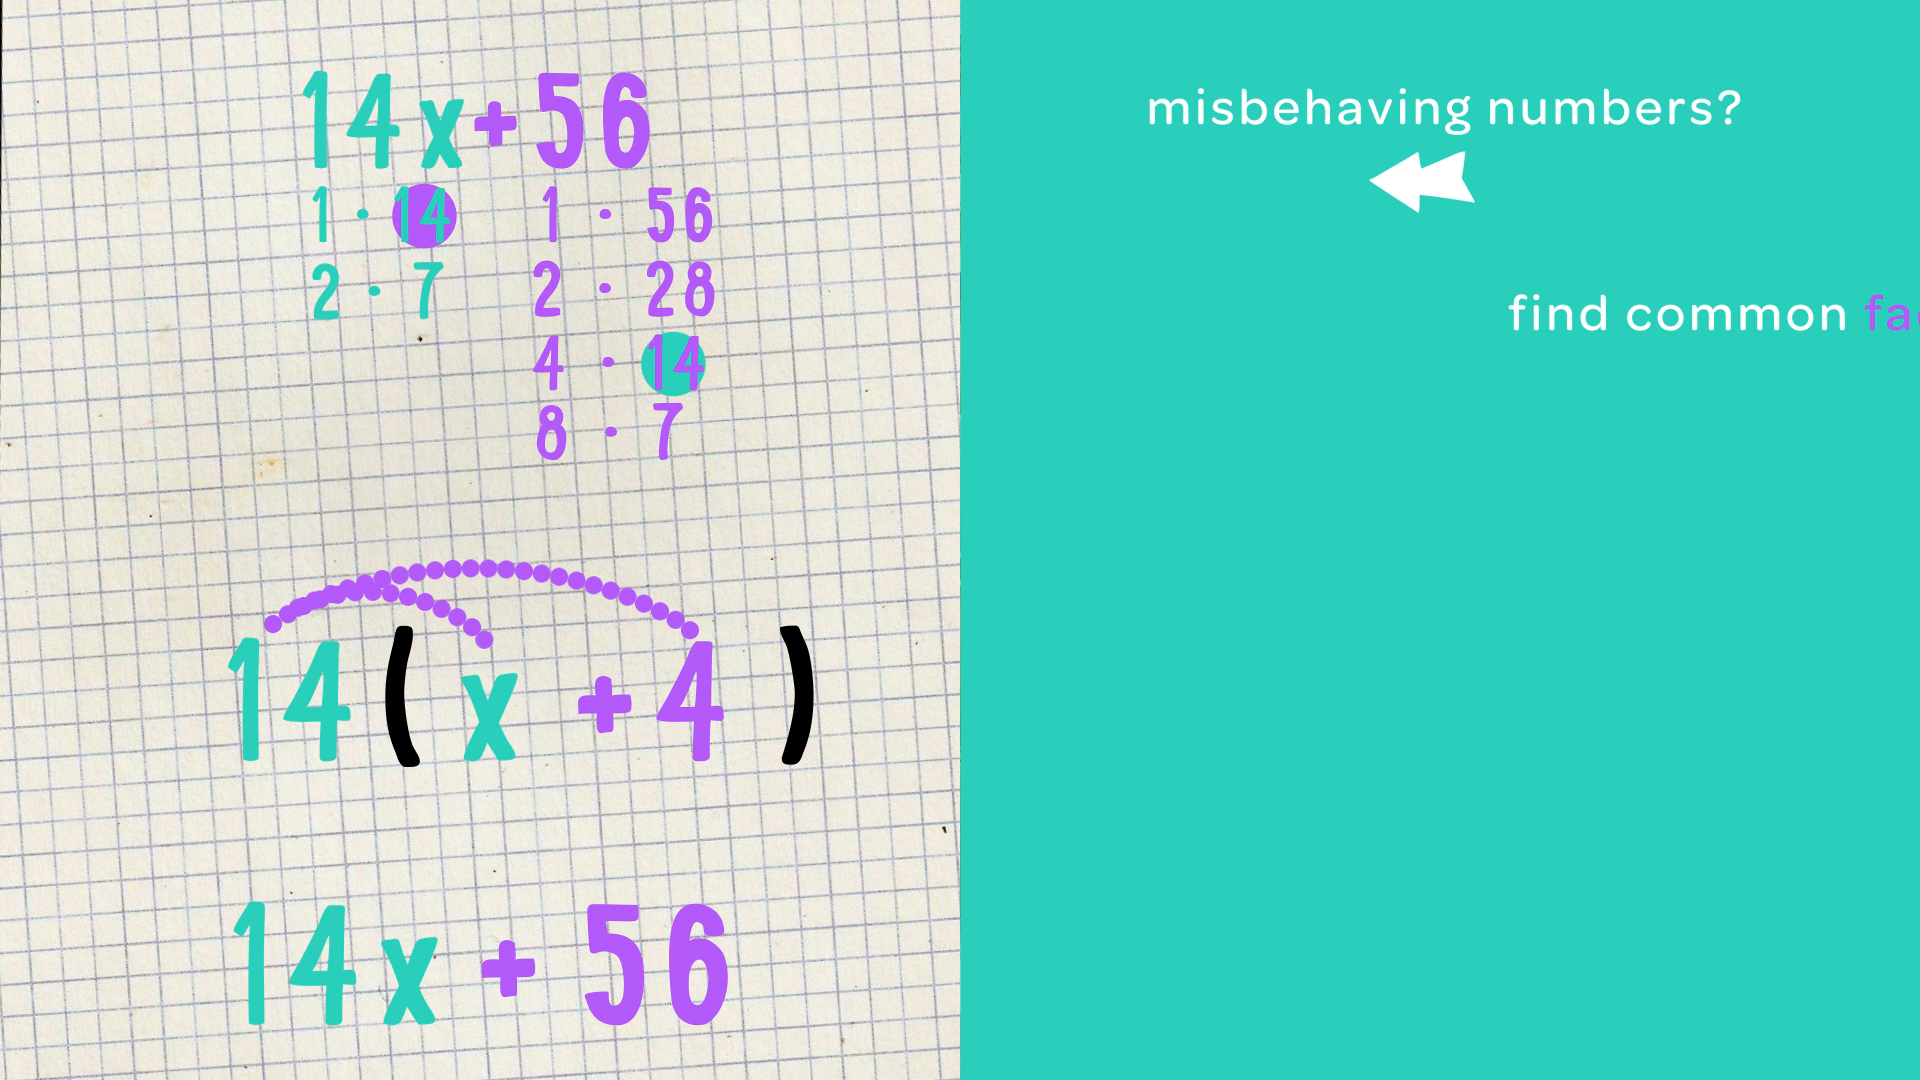 14x+56
1 · 14 1 · 56
2 · 7 2 · 28
4 · 14
8 · 7
14(x + 4)
14x + 56
misbehaving numbers?
find common